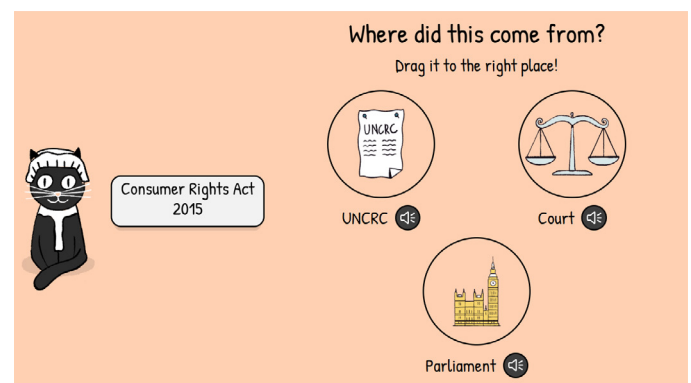 Where did this come from?
Drag it to the right place!
UNCRC
Consumer Rights Act
2015
UNCRC
Court
Parliament